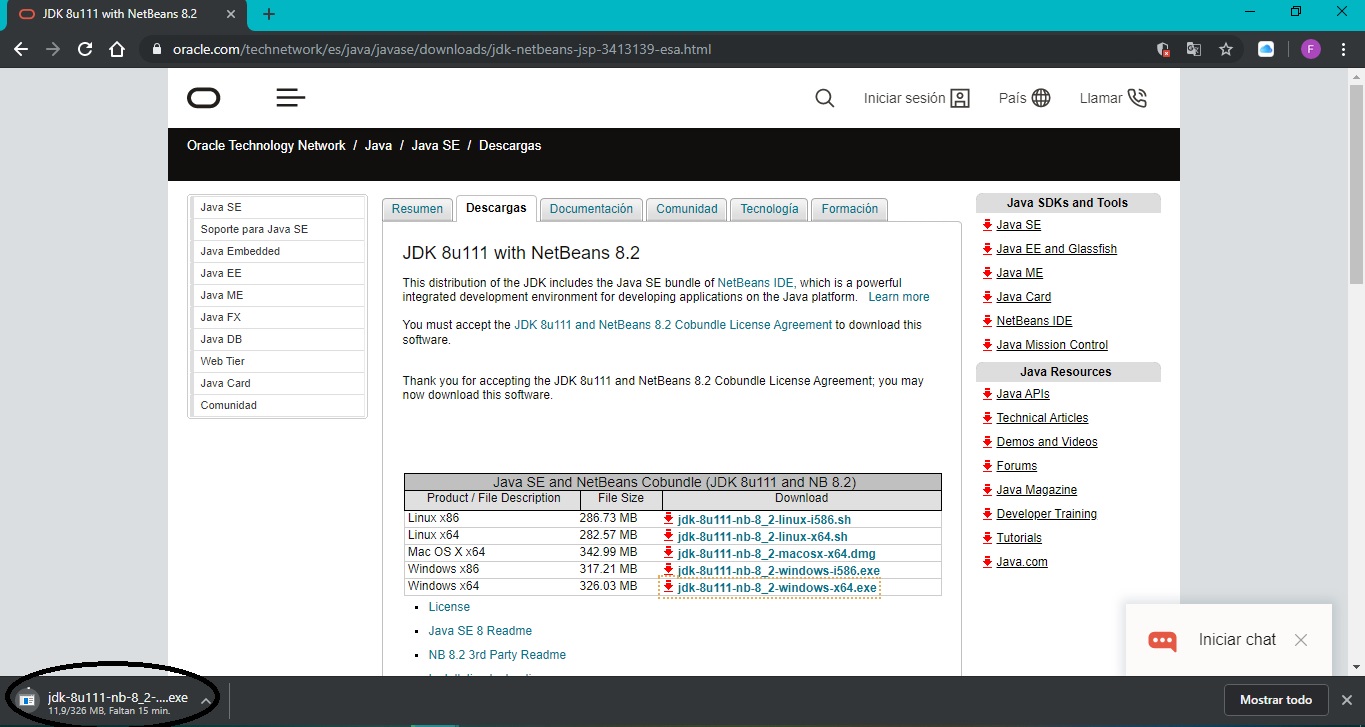 JDK 8u111 with NetBeans 8.2
oracle.com/technetwork/es/java/javase/downloads/jdk-netbeans-jsp-3413139-esa.html
F
Iniciar sesión
País
Llamar
Oracle Technology Network / Java / Java SE / Descargas
Java SE
Soporte para Java SE
Java Embedded
Java EE
Java ME
Java FX
Java DB
Web Tier
Java Card
Comunidad
Resumen
Descargas
Documentación
Comunidad
Tecnología
Formación
JDK 8u111 with NetBeans 8.2
This distribution of the JDK includes the Java SE bundle of NetBeans IDE, which is a powerful
integrated development environment for developing applications on the Java platform. Learn more
You must accept the JDK 8u111 and NetBeans 8.2 Cobundle License Agreement to download this
software.
Thank you for accepting the JDK 8u111 and NetBeans 8.2 Cobundle License Agreement; you may
now download this software.
Java SE and NetBeans Cobundle (JDK 8u111 and NB 8.2)
Product / File Description File Size Download
Linux x86 286.73 MB jdk-8u111-nb-8_2-linux-i586.sh
Linux x64 282.57 MB jdk-8u111-nb-8_2-linux-x64.sh
Mac OS X x64 342.99 MB jdk-8u111-nb-8_2-macosx-x64.dmg
Windows x86 317.21 MB jdk-8u111-nb-8_2-windows-i586.exe
Windows x64 326.03 MB jdk-8u111-nb-8_2-windows-x64.exe
License
Java SE 8 Readme
NB 8.2 3rd Party Readme
Java SDKs and Tools
Java SE
Java EE and Glassfish
Java ME
Java Card
NetBeans IDE
Java Mission Control
Java Resources
Java APIs
Technical Articles
Demos and Videos
Forums
Java Magazine
Developer Training
Tutorials
Java.com
Iniciar chat
jdk-8u111-nb-8_2-....exe
11,9/326 MB, Faltan 15 min.
Mostrar todo